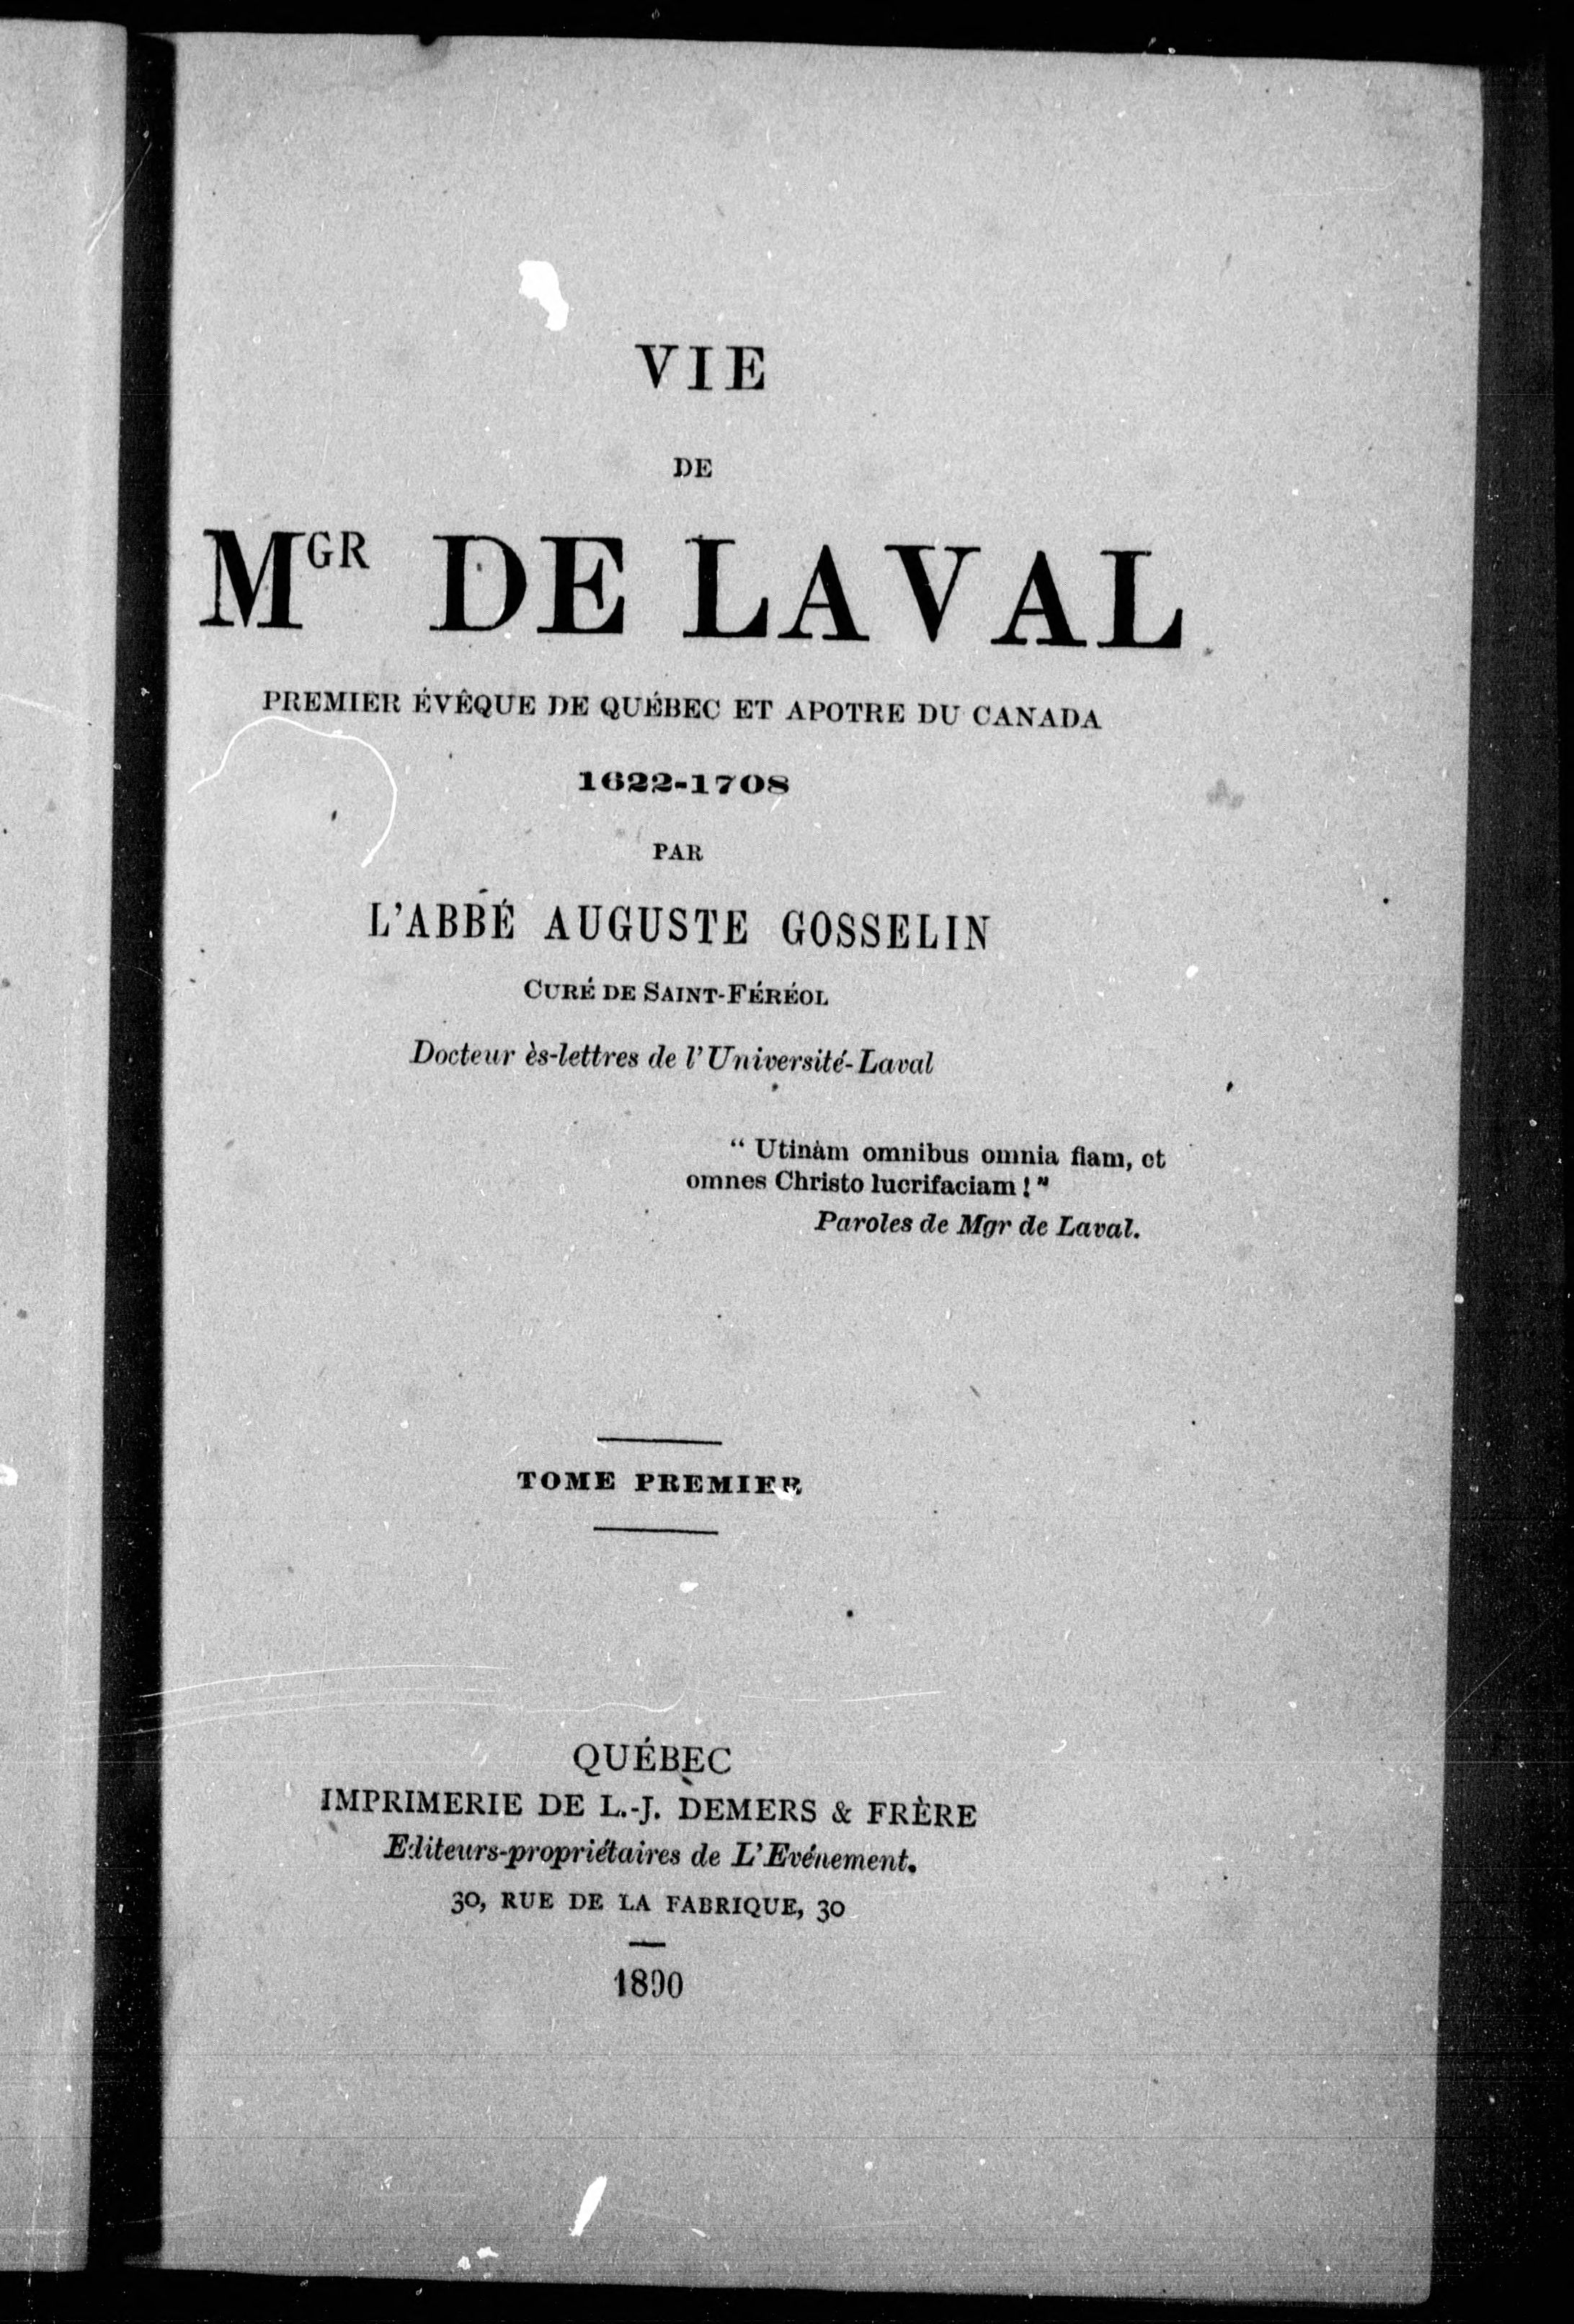 VIE
DE
MGR DE LAVAL
PREMIER ÉVÊQUE DE QUÉBEC ET APOTRE DU CANADA
1622-1708
PAR
L'ABBÉ AUGUSTE GOSSELIN
CURÉ DE SAINT-FÉRÉOL
Docteur ès-lettres de l'Université-Laval
“ Utinàm omnibus omnia fiam, et
omnes Christo lucrifaciam ! ”
Paroles de Mgr de Laval.
TOME PREMIER
QUÉBEC
IMPRIMERIE DE L.-J. DEMERS & FRÈRE
Editeurs-propriétaires de L'Evénement.
30, RUE DE LA FABRIQUE, 30
1890